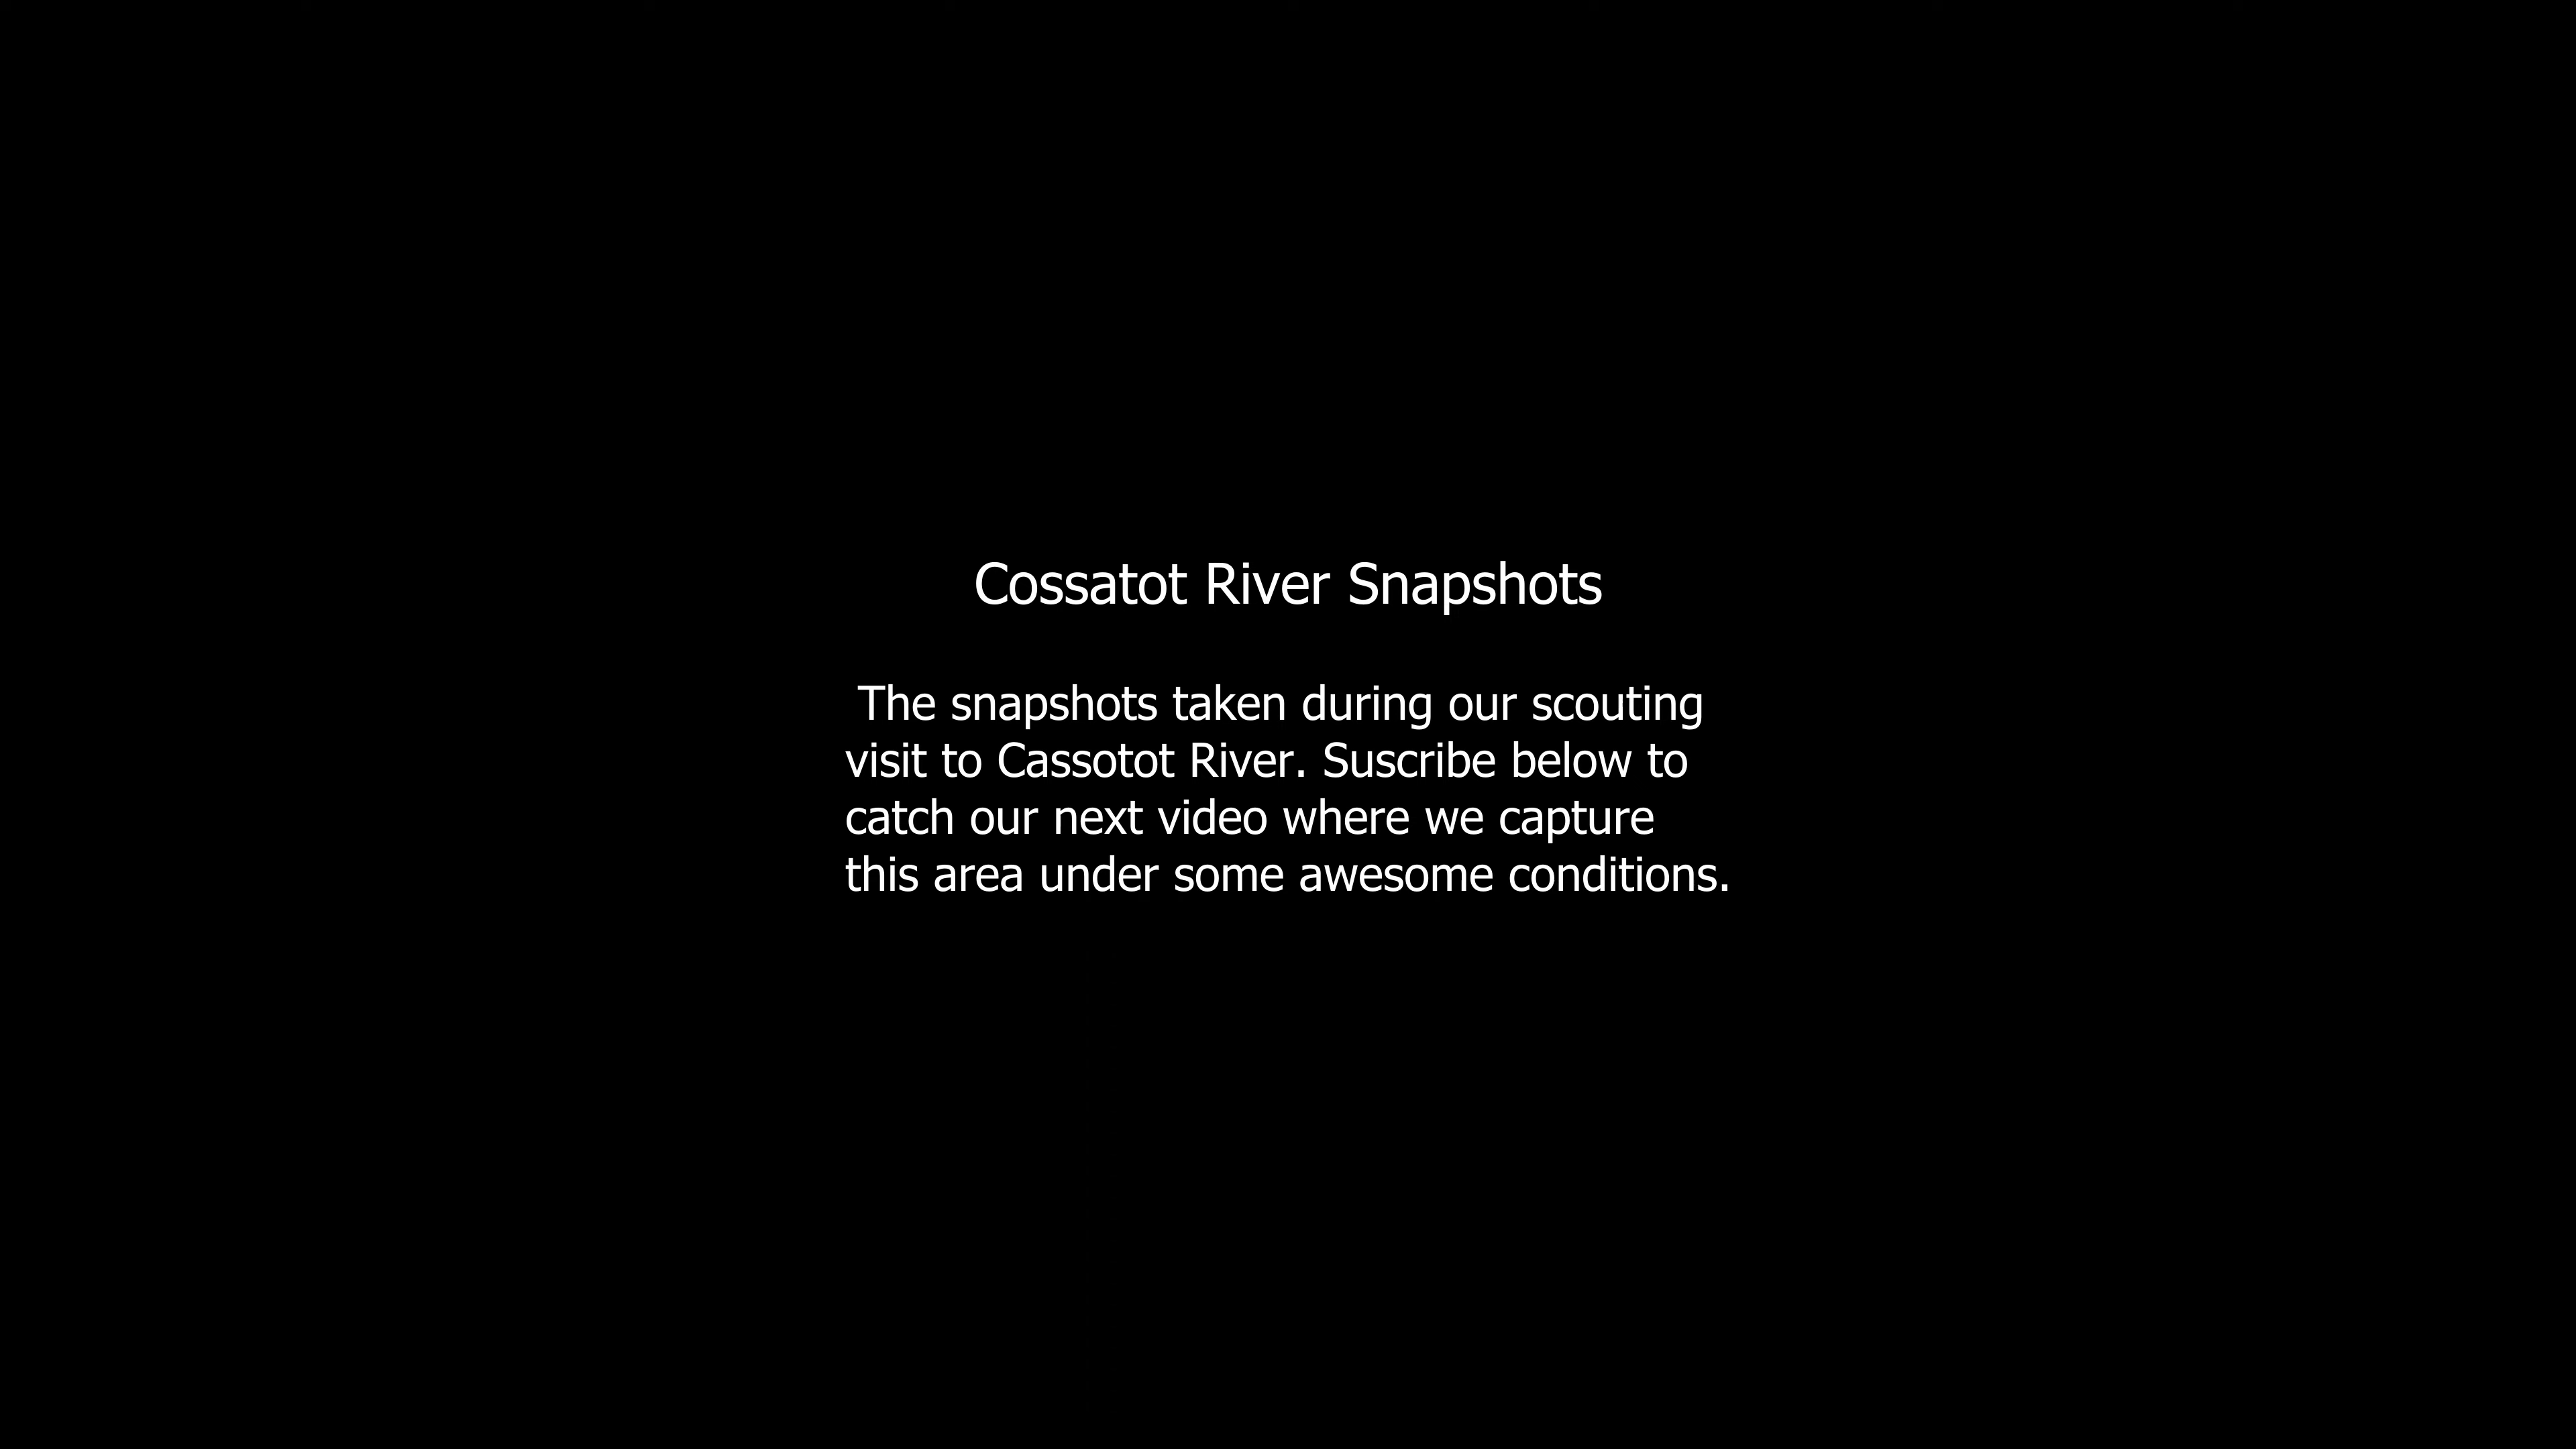 Cossatot River Snapshots
The snapshots taken during our scouting
visit to Cassotot River. Suscribe below to
catch our next video where we capture
this area under some awesome conditions.